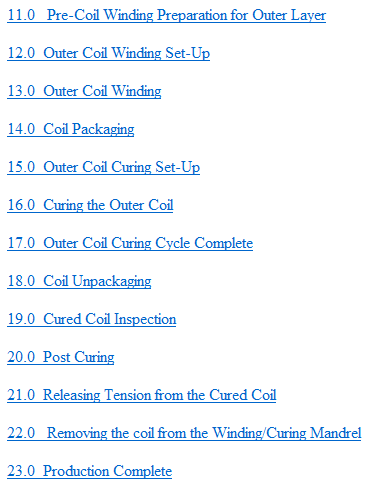 11.0 Pre-Coil Winding Preparation for Outer Layer
12.0 Outer Coil Winding Set-Up
13.0 Outer Coil Winding
14.0 Coil Packaging
15.0 Outer Coil Curing Set-Up
16.0 Curing the Outer Coil
17.0 Outer Coil Curing Cycle Complete
18.0 Coil Unpackaging
19.0 Cured Coil Inspection
20.0 Post Curing
21.0 Releasing Tension from the Cured Coil
22.0 Removing the coil from the Winding/Curing Mandrel
23.0 Production Complete